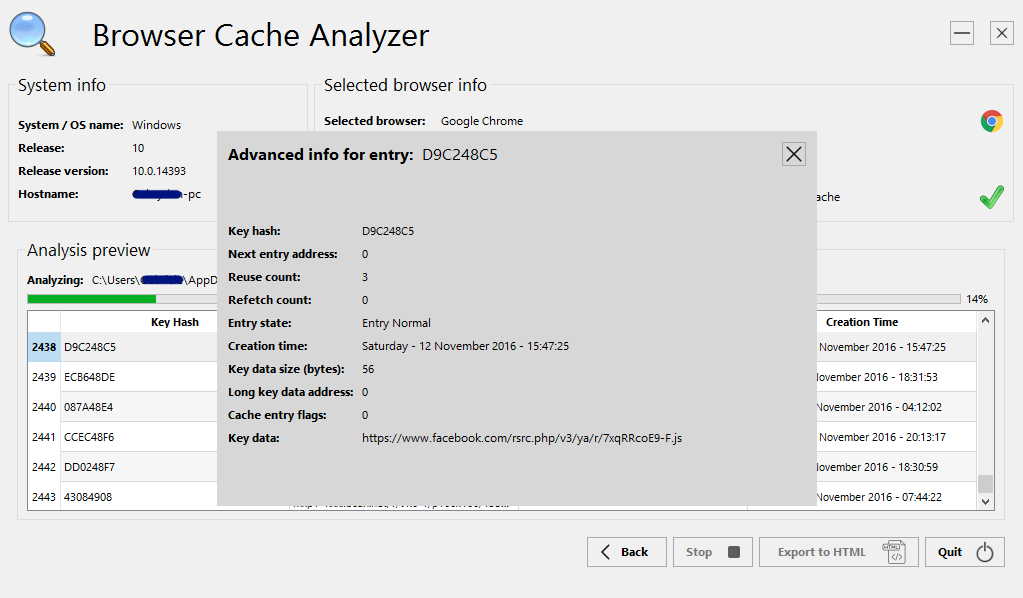 Browser Cache Analyzer
System info
Selected browser info
System / OS name: Windows
Selected browser: Google Chrome
Release: 10
Release version: 10.0.14393
Hostname: -pc
ache
Advanced info for entry: D9C248C5
Key hash: D9C248C5
Next entry address: 0
Reuse count: 3
Refetch count: 0
Entry state: Entry Normal
Creation time: Saturday - 12 November 2016 - 15:47:25
Key data size (bytes): 56
Long key data address: 0
Cache entry flags: 0
Key data: https://www.facebook.com/rsrc.php/v3/ya/r/7xqRRcoE9-F.js
Analysis preview
Analyzing: C:\Users\ \AppD
14%
Key Hash Creation Time
2438 D9C248C5 November 2016 - 15:47:25
2439 ECB648DE November 2016 - 18:31:53
2440 087A48E4 November 2016 - 04:12:02
2441 CCEC48F6 November 2016 - 20:13:17
2442 DD0248F7 November 2016 - 18:30:59
2443 43084908 November 2016 - 07:44:22
Back Stop Export to HTML HTML </> Quit